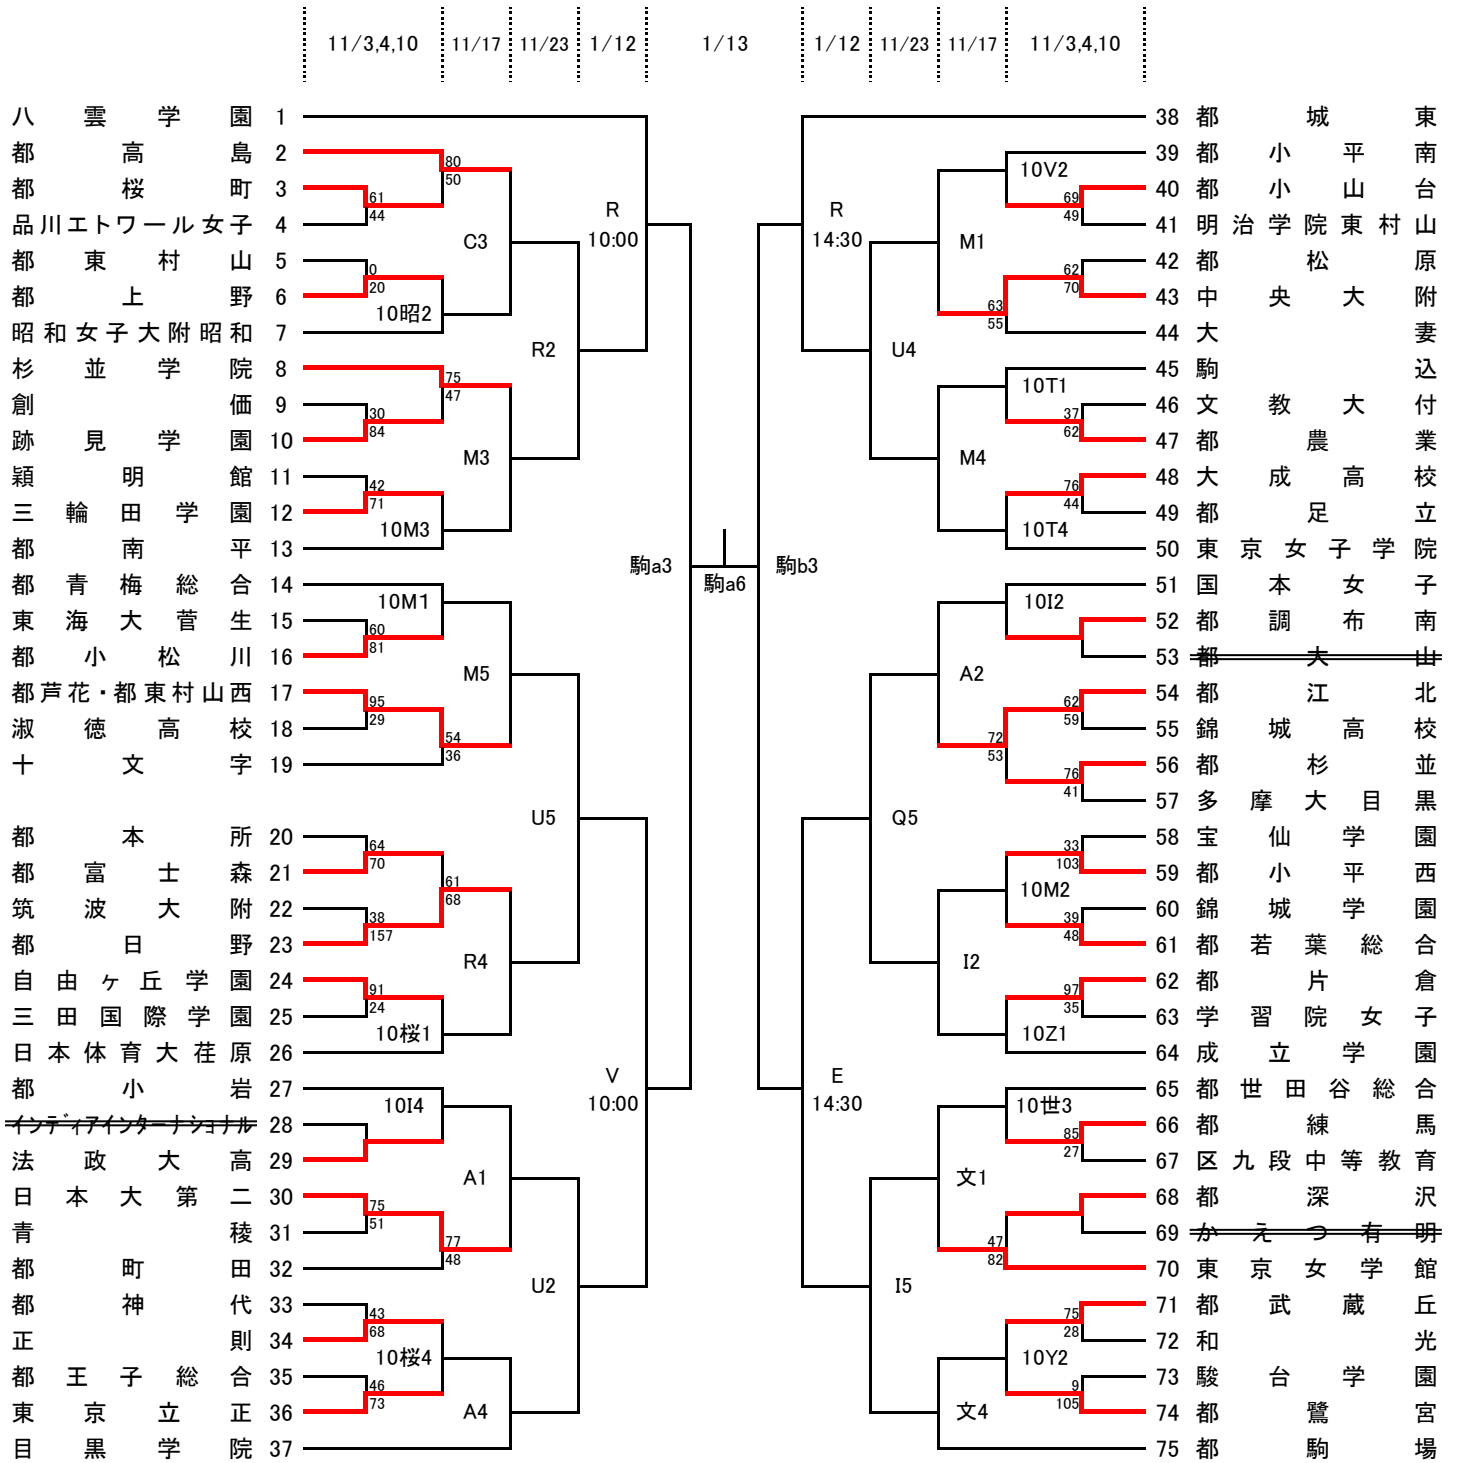 11/3,4,10 11/17 11/23 1/12 1/13 1/12 11/23 11/17 11/3,4,10
八雲学園 1
都高島 2
都桜町 3
品川エトワール女子 4
都東村山 5
都上野 6
昭和女子大附昭和 7
杉並学院 8
創価 9
跡見学園 10
穎明館 11
三輪田学園 12
都南平 13
都青梅総合 14
東海大菅生 15
都小松川 16
都芦花・都東村山西 17
淑徳高校 18
十文字 19
都本所 20
都富士森 21
筑波大附 22
都日野 23
自由ヶ丘学園 24
三田国際学園 25
日本体育大荏原 26
都小岩 27
インディアインターナショナル 28
法政大高 29
日本大第二 30
青稜 31
都町田 32
都神代 33
正則 34
都王子総合 35
東京立正 36
目黒学院 37
80
50
61
44
0
20
10昭2
C3
75
47
30
84
42
71
10M3
M3
R2
R
10:00
10M1
60
81
95
29
54
36
M5
64
70
61
68
38
157
91
24
10桜1
R4
U5
10I4
75
51
77
48
A1
43
68
10桜4
46
73
A4
U2
V
10:00
駒a3
駒a6
駒b3
R
14:30
10V2
69
49
M1
62
70
63
55
U4
10T1
37
62
M4
76
44
10T4
10I2
A2
62
59
72
53
76
41
Q5
33
103
10M2
39
48
I2
97
35
10Z1
E
14:30
10世3
85
27
文1
47
82
I5
75
28
10Y2
9
105
文4
38 都城東
39 都小平南
40 都小山台
41 明治学院東村山
42 都松原
43 中央大附
44 大妻
45 駒込
46 文教大付
47 都農業
48 大成高校
49 都足立
50 東京女子学院
51 国本女子
52 都調布南
53 都大山
54 都江北
55 錦城高校
56 都杉並
57 多摩大目黒
58 宝仙学園
59 都小平西
60 錦城学園
61 都若葉総合
62 都片倉
63 学習院女子
64 成立学園
65 都世田谷総合
66 都練馬
67 区九段中等教育
68 都深沢
69 かえつ有明
70 東京女学館
71 都武蔵丘
72 和光
73 駿台学園
74 都鷺宮
75 都駒場